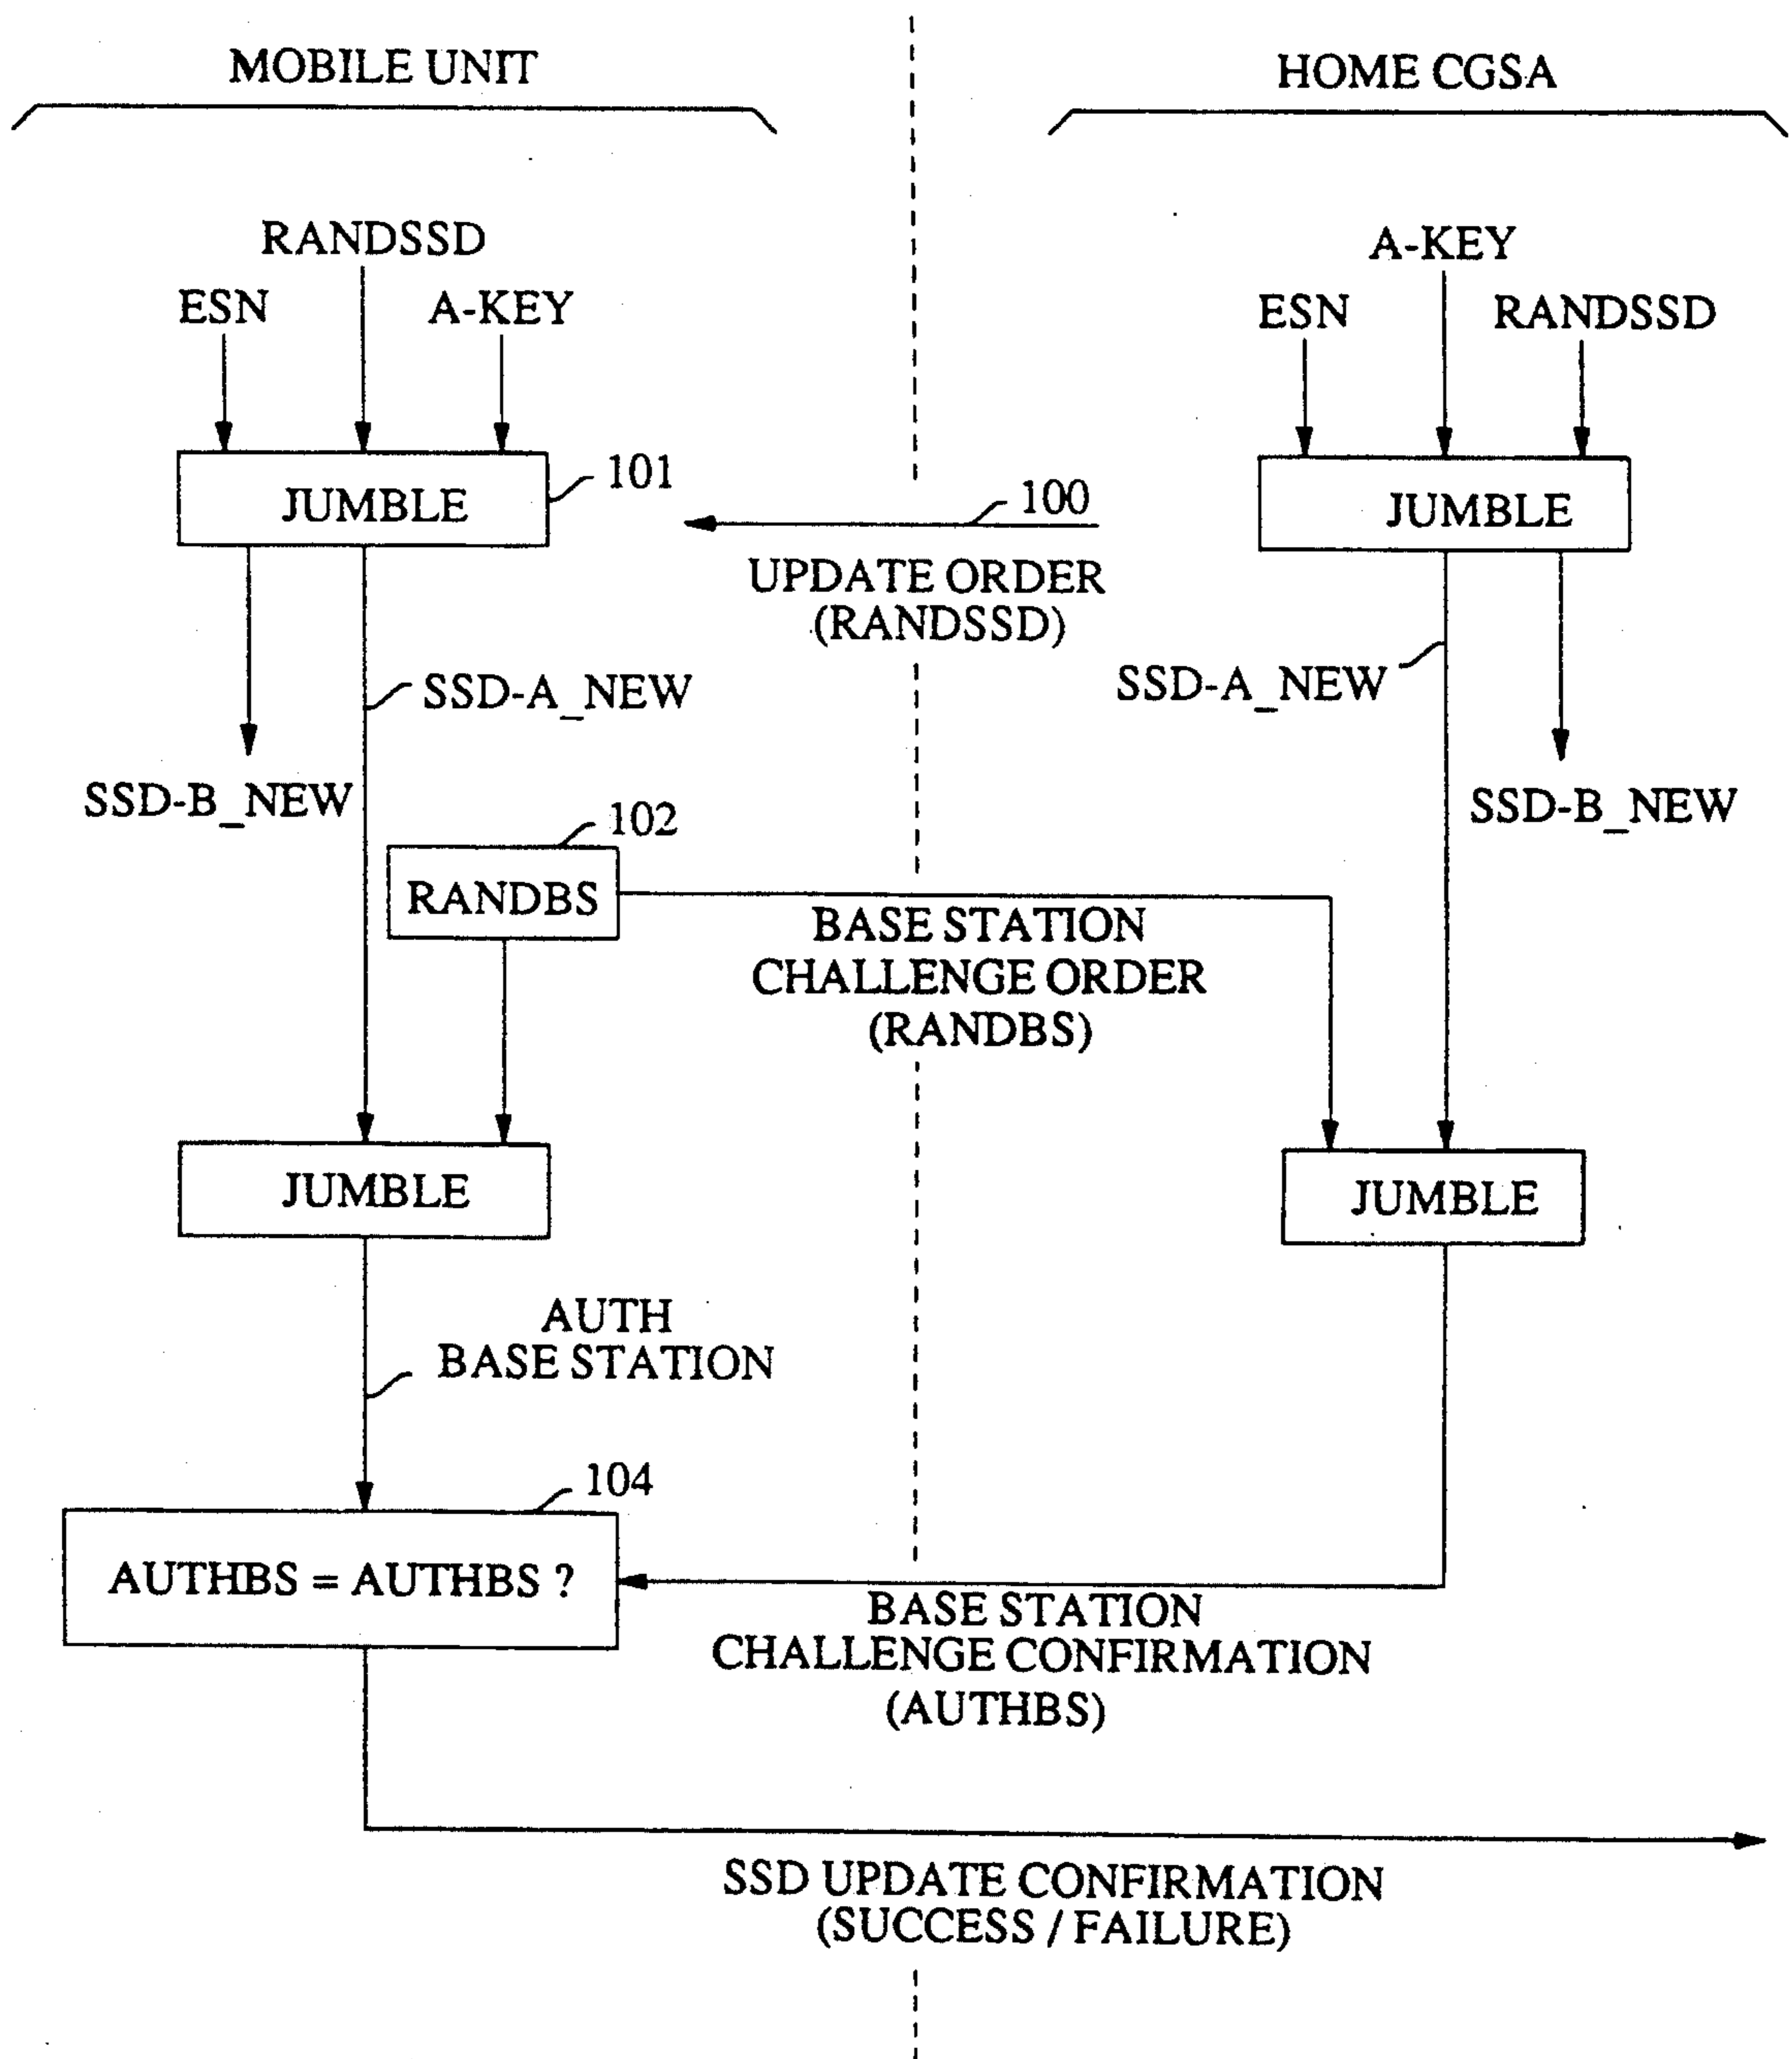 MOBILE UNIT
HOME CGSA
RANDSSD
A-KEY
ESN
A-KEY
ESN
RANDSSD
JUMBLE
101
100
JUMBLE
UPDATE ORDER
(RANDSSD)
SSD-A_NEW
SSD-A_NEW
SSD-B_NEW
SSD-B_NEW
102
RANDBS
BASE STATION
CHALLENGE ORDER
(RANDBS)
JUMBLE
JUMBLE
AUTH
BASE STATION
104
AUTHBS = AUTHBS ?
BASE STATION
CHALLENGE CONFIRMATION
(AUTHBS)
SSD UPDATE CONFIRMATION
(SUCCESS / FAILURE)